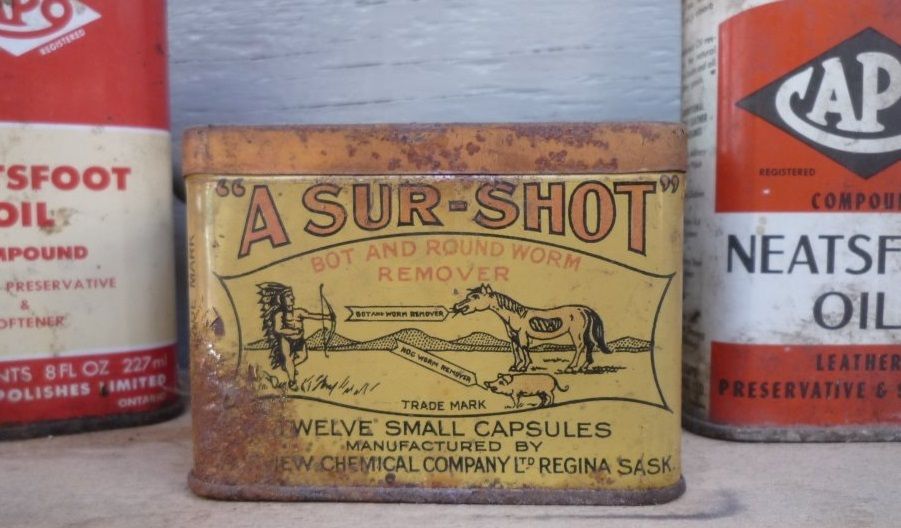 REGISTERED
TSFOOT
OIL
MPOUND
PRESERVATIVE
&
OFTENER
NTS 8 FL OZ 227 ml
POLISHES LIMITED
ONTARIO
"A SUR-SHOT"
BOT AND ROUND WORM
REMOVER
BOT AND WORM REMOVER
HOG WORM REMOVER
TRADE MARK
TWELVE SMALL CAPSULES
MANUFACTURED BY
IEW CHEMICAL COMPANY LTD REGINA SASK.
MARK
CAP
REGISTERED
COMPOU
NEATSF
OIL
LEATHER
PRESERVATIVE &